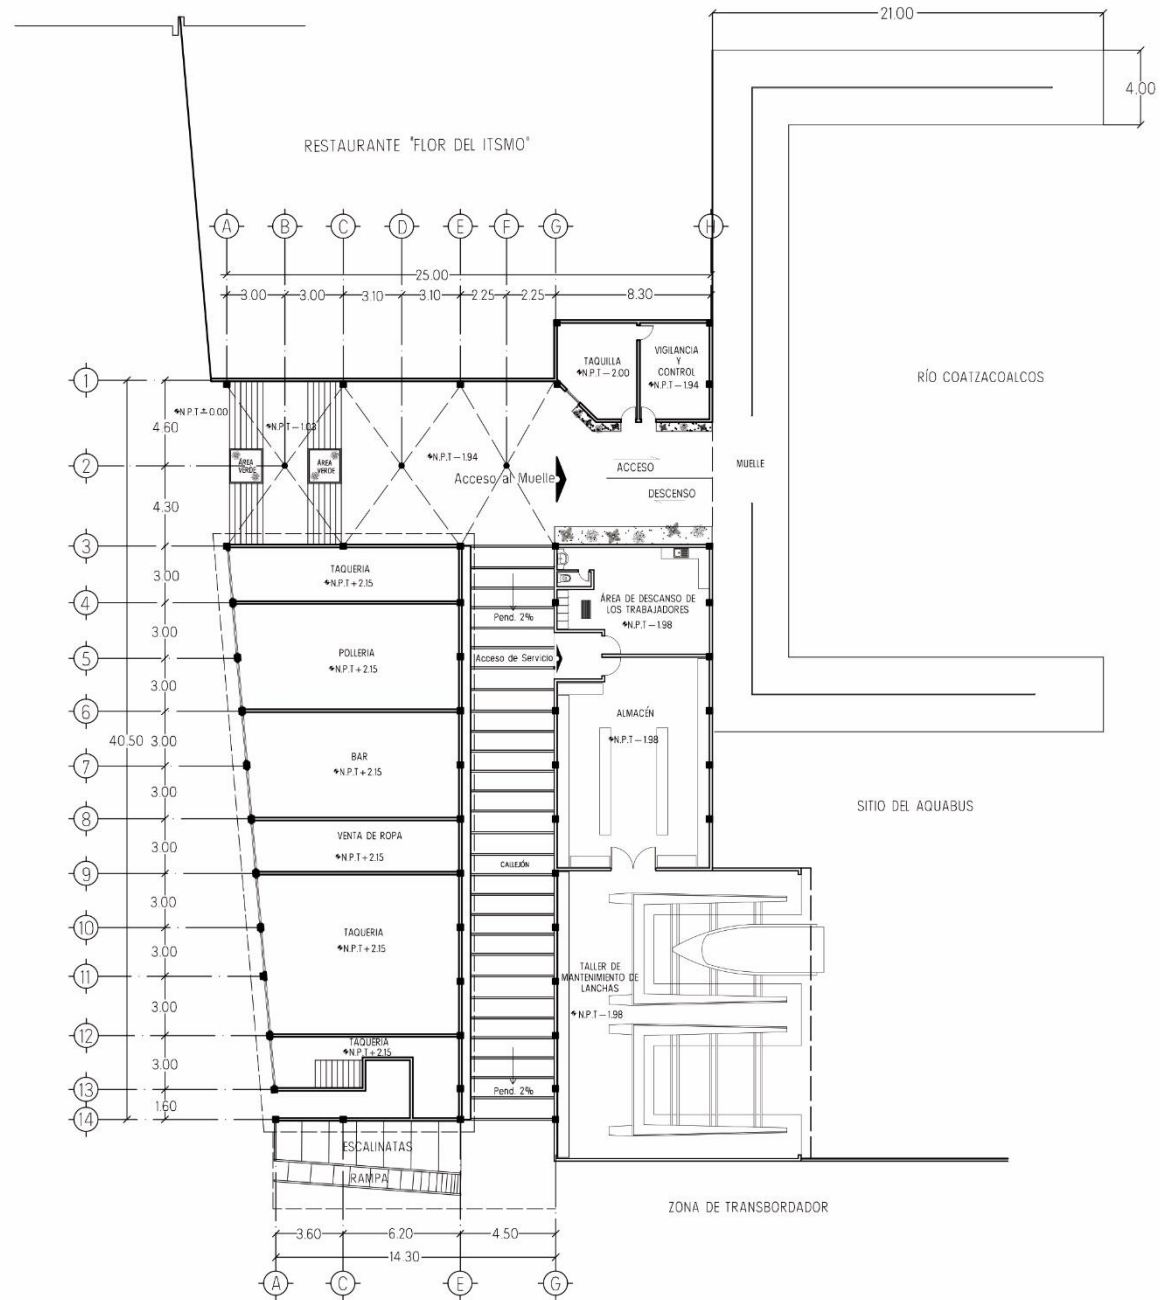 21.00
4.00
RESTAURANTE "FLOR DEL ITSMO"
A B C D E F G H
25.00
3.00 3.00 3.10 3.10 2.25 2.25 8.30
TAQUILLA
N.P.T-2.00
VIGILANCIA
Y
CONTROL
N.P.T-1.94
RÍO COATZACOALCOS
1
4.60
N.P.T±0.00
N.P.T-1.03
2
ÁREA
VERDE
ÁREA
VERDE
N.P.T-1.94
Acceso al Muelle
ACCESO
DESCENSO
MUELLE
4.30
3
3.00
TAQUERIA
N.P.T+2.15
4
Pend. 2%
ÁREA DE DESCANSO DE
LOS TRABAJADORES
N.P.T-1.98
3.00
POLLERIA
N.P.T+2.15
5
Acceso de Servicio
3.00
6
ALMACÉN
N.P.T-1.98
40.50
3.00
BAR
N.P.T+2.15
7
3.00
SITIO DEL AQUABUS
8
VENTA DE ROPA
N.P.T+2.15
3.00
9
CALLEJÓN
3.00
10
TAQUERIA
N.P.T+2.15
3.00
11
TALLER DE
MANTENIMIENTO DE
LANCHAS
N.P.T-1.98
3.00
12
TAQUERIA
N.P.T+2.15
3.00
13
Pend. 2%
1.60
14
ESCALINATAS
RAMPA
ZONA DE TRANSBORDADOR
3.60 6.20 4.50
14.30
A C E G